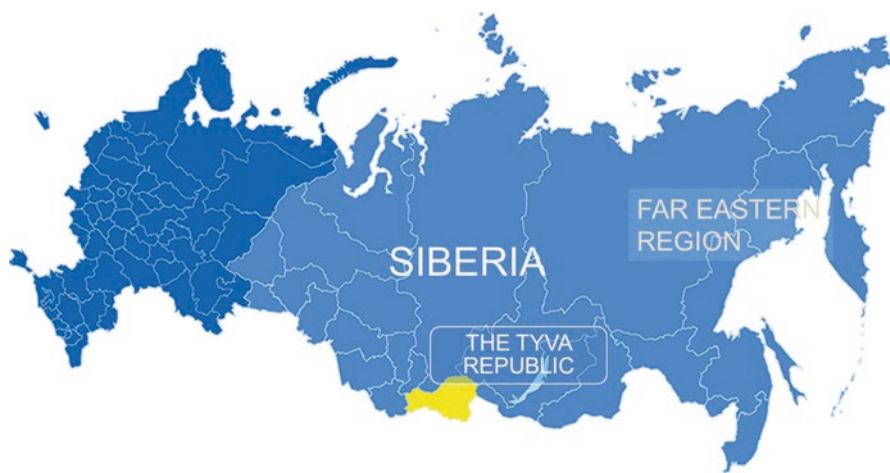 FAR EASTERN
REGION
SIBERIA
THE TYVA
REPUBLIC